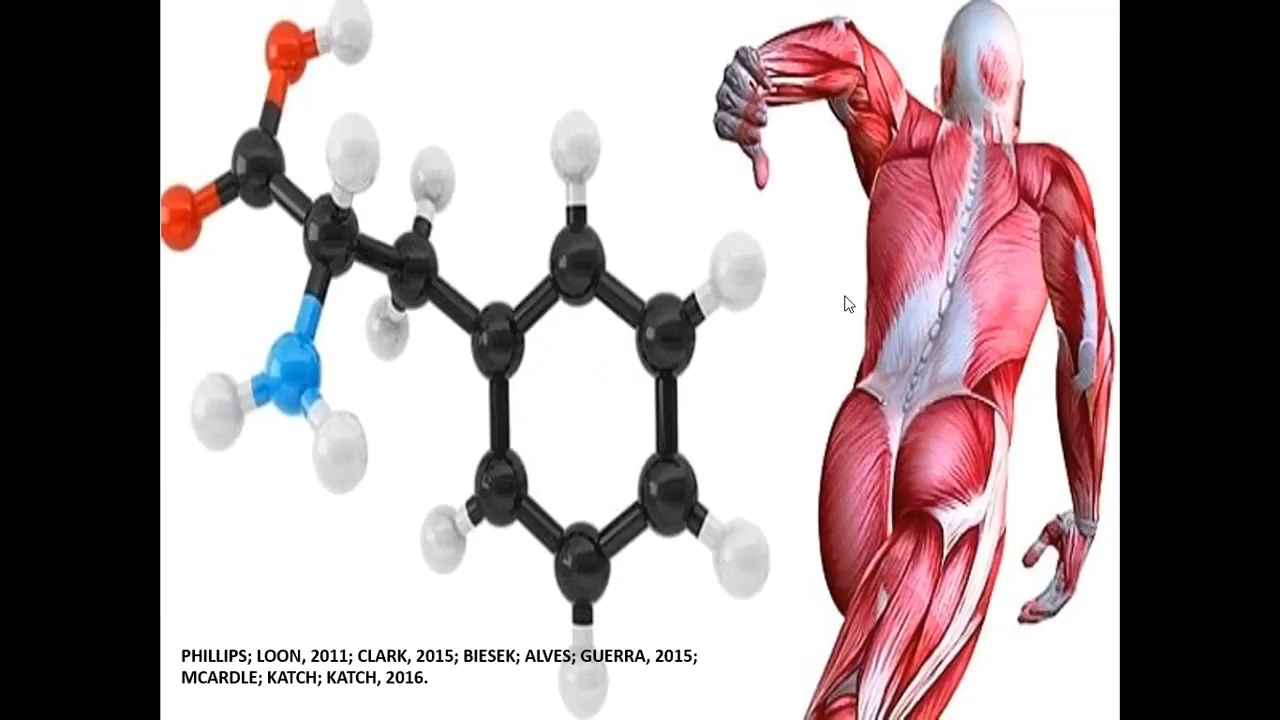 PHILLIPS; LOON, 2011; CLARK, 2015; BIESEK; ALVES; GUERRA, 2015;
MCARDLE; KATCH; KATCH, 2016.